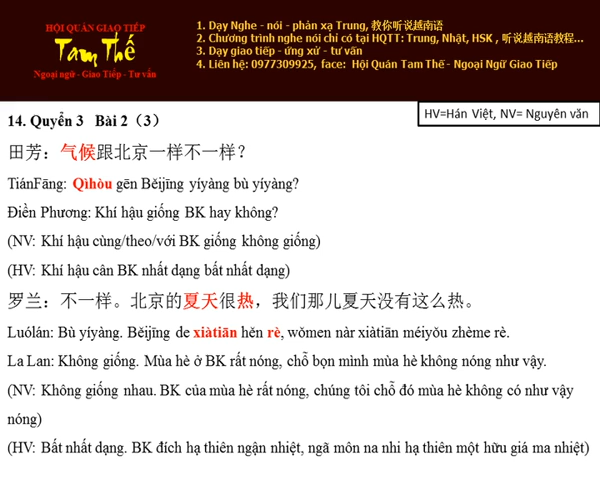 HỘI QUÁN GIAO TIẾP
Tam Thế
Ngoại ngữ - Giao Tiếp - Tư vấn
1. Dạy Nghe - nói - phản xạ Trung, 教你听说越南语
2. Chương trình nghe nói chỉ có tại HQTT: Trung, Nhật, HSK , 听说越南语教程...
3. Dạy giao tiếp - ứng xử - tư vấn
4. Liên hệ: 0977309925, face: Hội Quán Tam Thế - Ngoại Ngữ Giao Tiếp
HV=Hán Việt, NV= Nguyên văn
14. Quyển 3 Bài 2（3）
田芳：气候跟北京一样不一样？
TiánFāng: Qìhòu gēn Běijīng yíyàng bù yíyàng?
Điền Phương: Khí hậu giống BK hay không?
(NV: Khí hậu cùng/theo/với BK giống không giống)
(HV: Khí hậu cân BK nhất dạng bất nhất dạng)
罗兰：不一样。北京的夏天很热，我们那儿夏天没有这么热。
Luólán: Bù yíyàng. Běijīng de xiàtiān hěn rè, wǒmen nàr xiàtiān méiyǒu zhème rè.
La Lan: Không giống. Mùa hè ở BK rất nóng, chỗ bọn mình mùa hè không nóng như vậy.
(NV: Không giống nhau. BK của mùa hè rất nóng, chúng tôi chỗ đó mùa hè không có như vậy
nóng)
(HV: Bất nhất dạng. BK đích hạ thiên ngận nhiệt, ngã môn na nhi hạ thiên một hữu giá ma nhiệt)